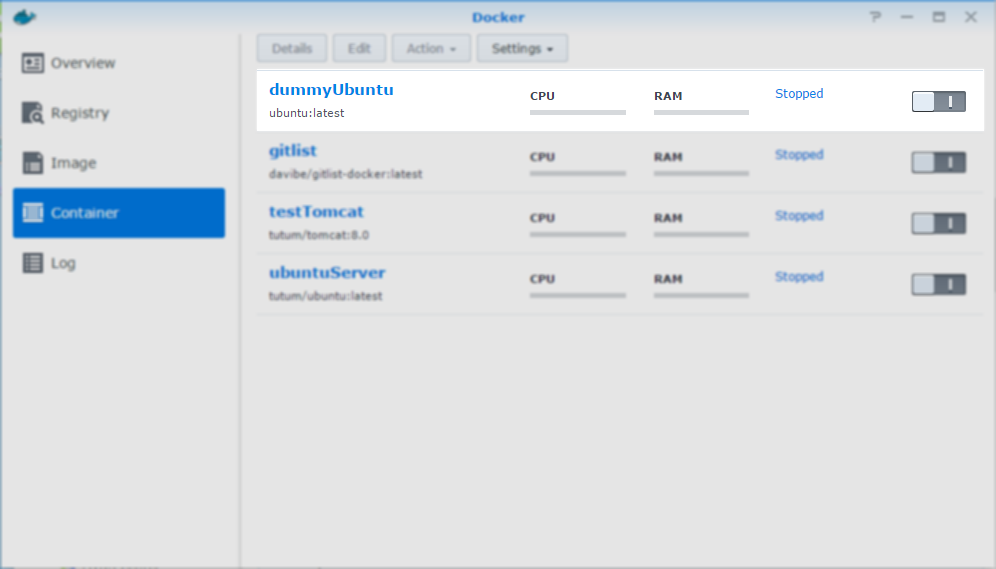 Docker
Overview
Registry
Image
Container
Log
Details Edit Action Settings
dummyUbuntu CPU RAM Stopped
ubuntu:latest
gitlist CPU RAM Stopped
davibe/gitlist-docker:latest
testTomcat CPU RAM Stopped
tutum/tomcat:8.0
ubuntuServer CPU RAM Stopped
tutum/ubuntu:latest